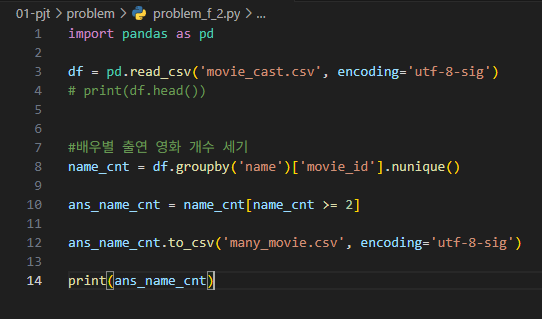 01-pjt > problem > problem_f_2.py > ...
1 import pandas as pd
2
3 df = pd.read_csv('movie_cast.csv', encoding='utf-8-sig')
4 # print(df.head())
5
6
7 #배우별 출연 영화 개수 세기
8 name_cnt = df.groupby('name')['movie_id'].nunique()
9
10 ans_name_cnt = name_cnt[name_cnt >= 2]
11
12 ans_name_cnt.to_csv('many_movie.csv', encoding='utf-8-sig')
13
14 print(ans_name_cnt)